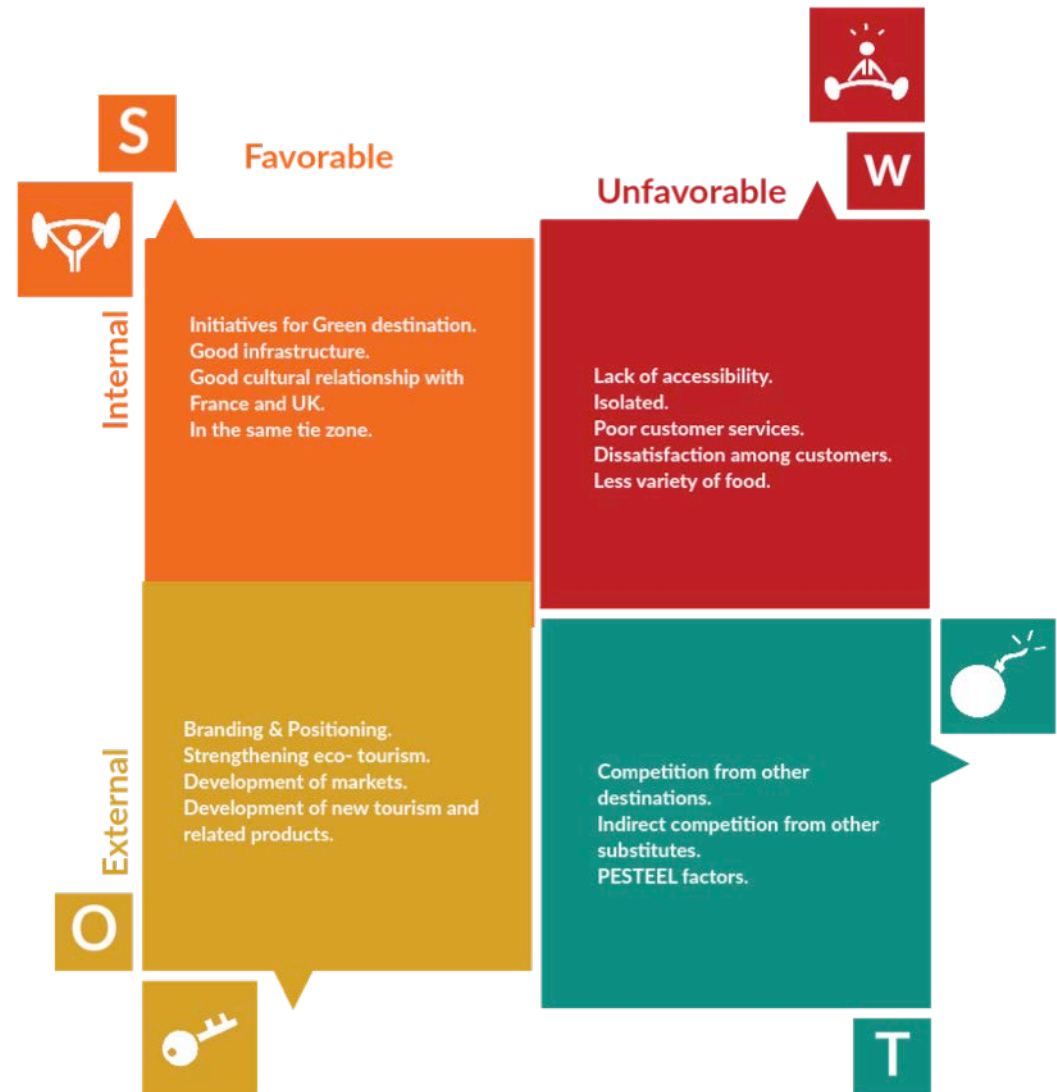 S
Favorable
W
Unfavorable
Internal
Initiatives for Green destination.
Good infrastructure.
Good cultural relationship with
France and UK.
In the same tie zone.
Lack of accessibility.
Isolated.
Poor customer services.
Dissatisfaction among customers.
Less variety of food.
External
Branding & Positioning.
Strengthening eco- tourism.
Development of markets.
Development of new tourism and
related products.
Competition from other
destinations.
Indirect competition from other
substitutes.
PESTEEL factors.
O
T